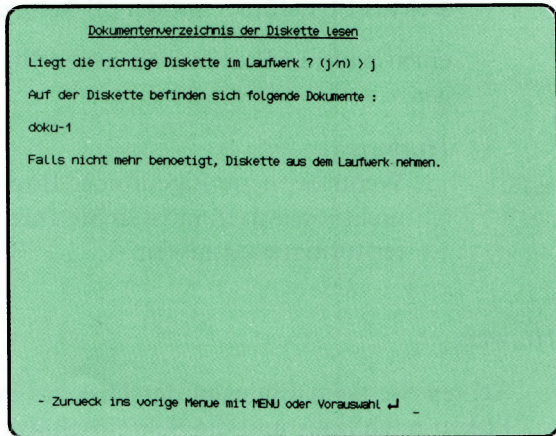 Dokumentenverzeichnis der Diskette lesen
Liegt die richtige Diskette im Laufwerk ? (j/n) > j
Auf der Diskette befinden sich folgende Dokumente :
doku-1
Falls nicht mehr benoetigt, Diskette aus dem Laufwerk nehmen.
- Zurueck ins vorige Menue mit MENU oder Vorauswahl ↵ _